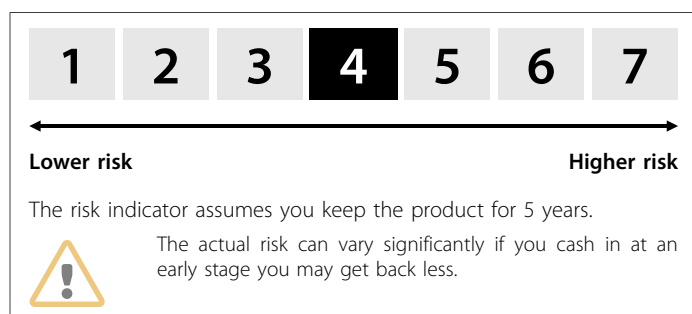 1 2 3 4 5 6 7
Lower risk Higher risk
The risk indicator assumes you keep the product for 5 years.
The actual risk can vary significantly if you cash in at an
early stage you may get back less.